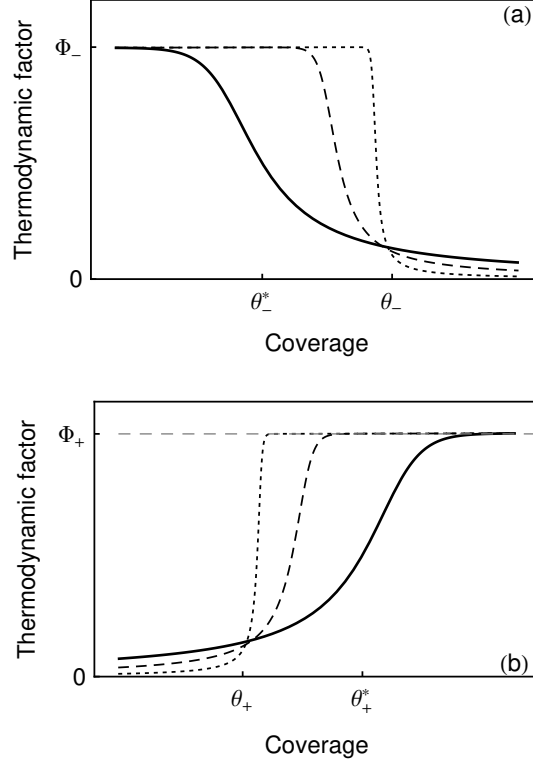 (a)
Φ₋
Thermodynamic factor
0
θ₋* θ₋
Coverage
Φ₊
Thermodynamic factor
0
(b)
θ₊ θ₊*
Coverage